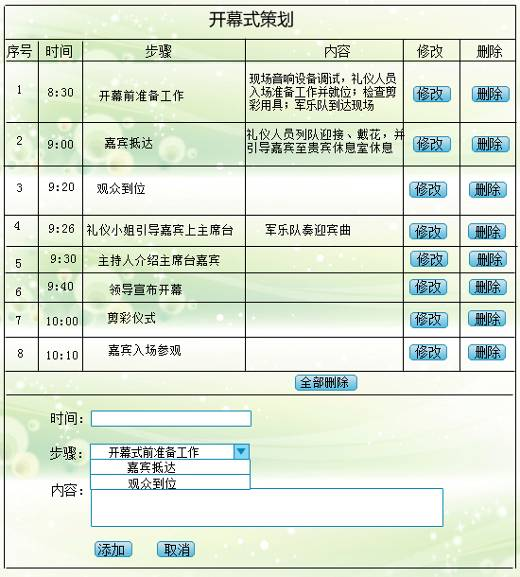 开幕式策划
序号 时间 步骤 内容 修改 删除
1 8:30 开幕前准备工作 现场音响设备调试，礼仪人员
入场准备工作并就位；检查剪
彩用具；军乐队到达现场 修改 删除
2 9:00 嘉宾抵达 礼仪人员列队迎接、戴花，并
引导嘉宾至贵宾休息室休息 修改 删除
3 9:20 观众到位 修改 删除
4 9:26 礼仪小姐引导嘉宾上主席台 军乐队奏迎宾曲 修改 删除
5 9:30 主持人介绍主席台嘉宾 修改 删除
6 9:40 领导宣布开幕 修改 删除
7 10:00 剪彩仪式 修改 删除
8 10:10 嘉宾入场参观 修改 删除
全部删除
时间：
步骤： 开幕式前准备工作
嘉宾抵达
观众到位
内容：
添加 取消